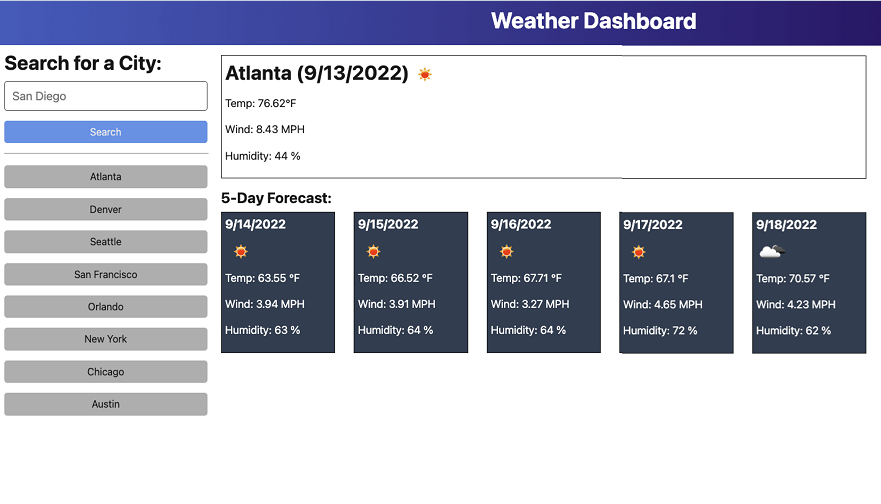 Weather Dashboard
Search for a City:
San Diego
Search
Atlanta
Denver
Seattle
San Francisco
Orlando
New York
Chicago
Austin
Atlanta (9/13/2022)
Temp: 76.62°F
Wind: 8.43 MPH
Humidity: 44 %
5-Day Forecast:
9/14/2022
Temp: 63.55 °F
Wind: 3.94 MPH
Humidity: 63 %
9/15/2022
Temp: 66.52 °F
Wind: 3.91 MPH
Humidity: 64 %
9/16/2022
Temp: 67.71 °F
Wind: 3.27 MPH
Humidity: 64 %
9/17/2022
Temp: 67.1 °F
Wind: 4.65 MPH
Humidity: 72 %
9/18/2022
Temp: 70.57 °F
Wind: 4.23 MPH
Humidity: 62 %